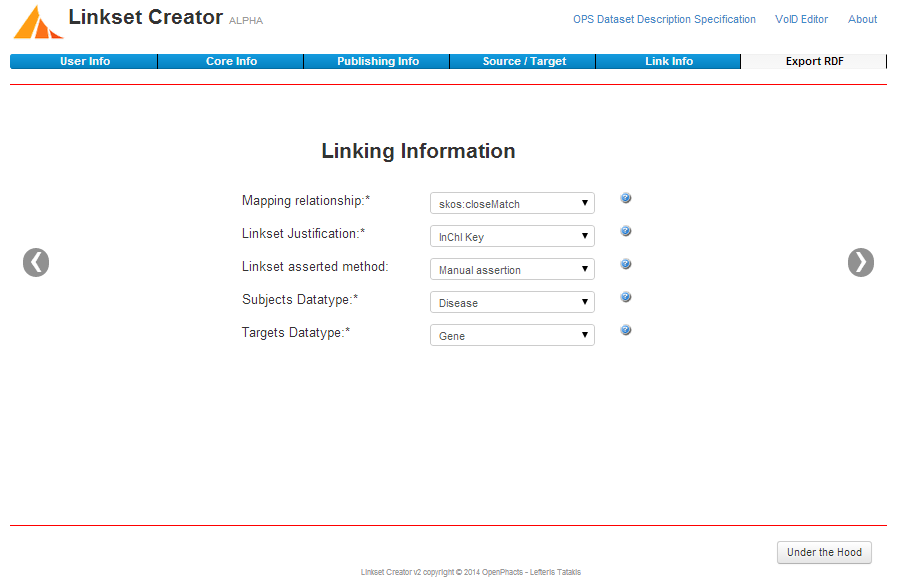 Linkset Creator ALPHA
OPS Dataset Description Specification VoID Editor About
User Info Core Info Publishing Info Source / Target Link Info Export RDF
Linking Information
Mapping relationship:* skos:closeMatch
Linkset Justification:* InChI Key
Linkset asserted method: Manual assertion
Subjects Datatype:* Disease
Targets Datatype:* Gene
Under the Hood
Linkset Creator v2 copyright © 2014 OpenPhacts - Lefteris Tatakis